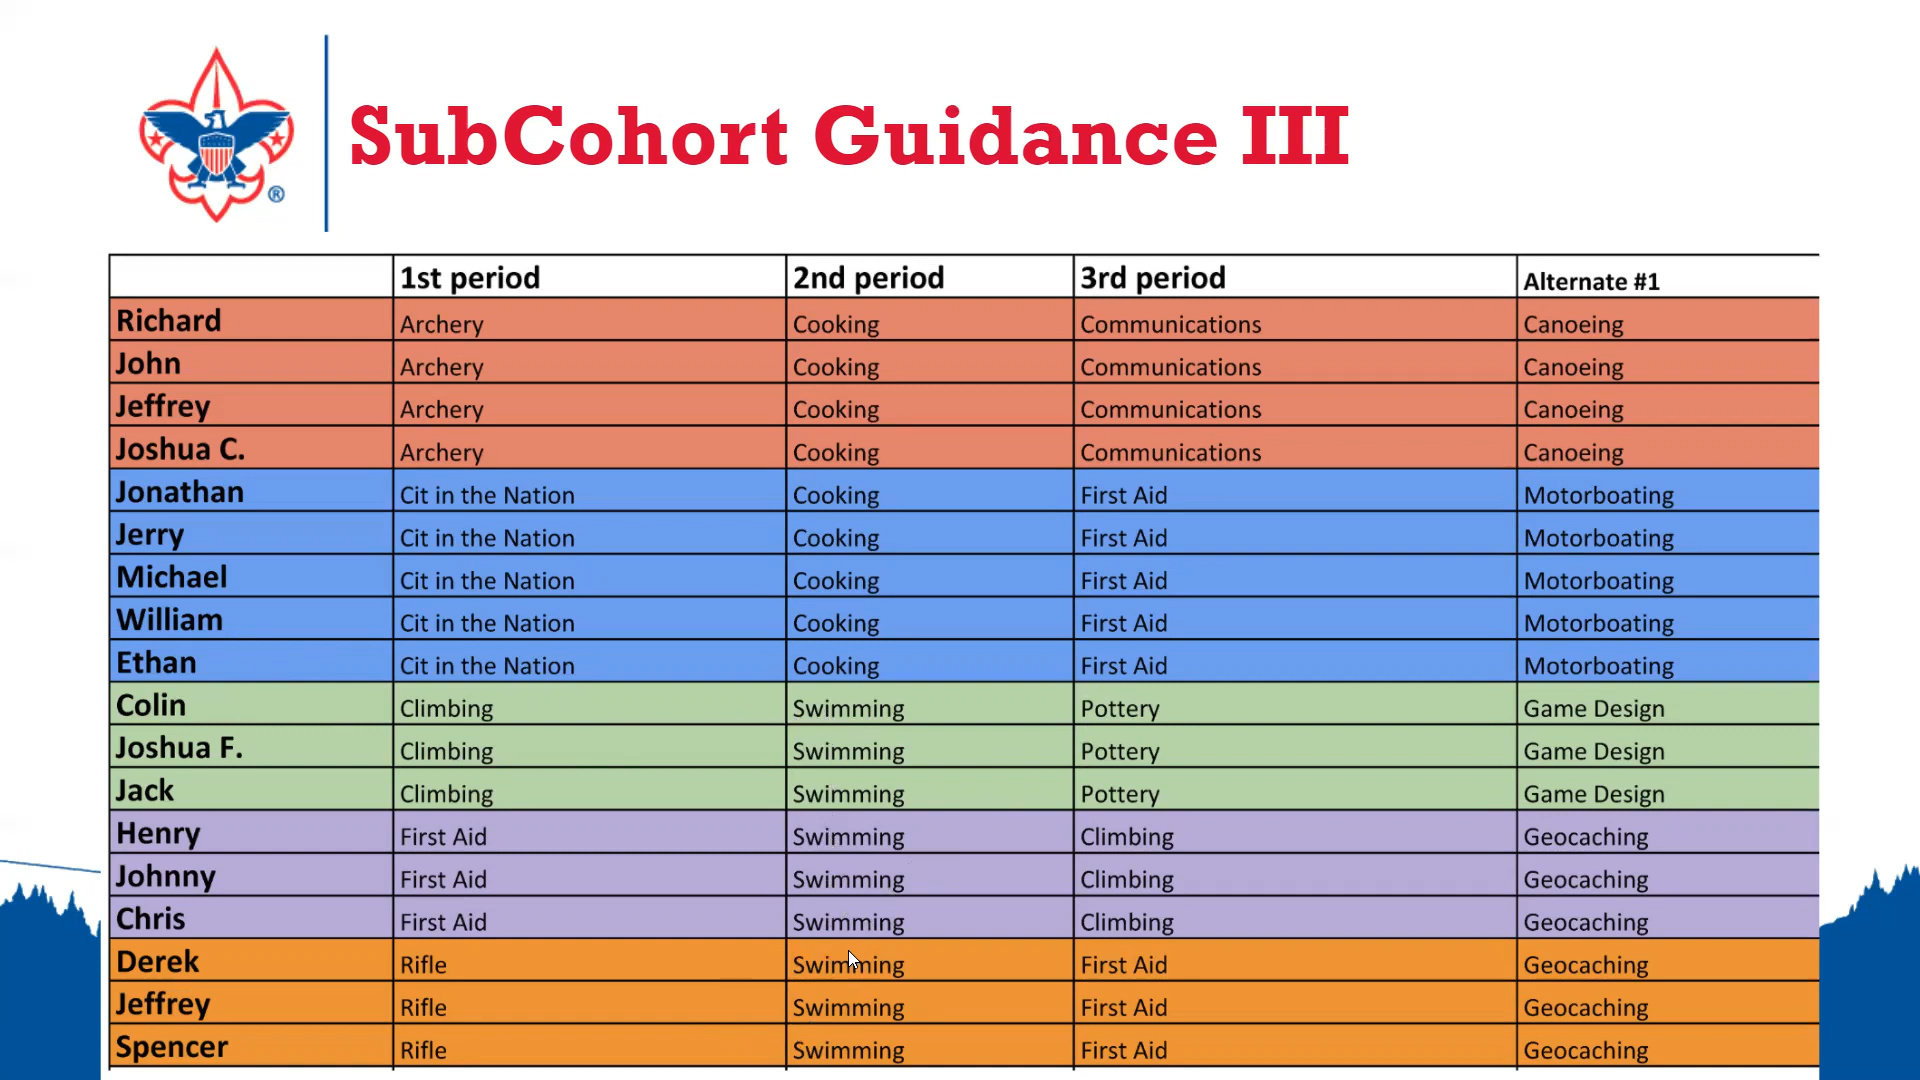 SubCohort Guidance III
®
1st period 2nd period 3rd period Alternate #1
Richard Archery Cooking Communications Canoeing
John Archery Cooking Communications Canoeing
Jeffrey Archery Cooking Communications Canoeing
Joshua C. Archery Cooking Communications Canoeing
Jonathan Cit in the Nation Cooking First Aid Motorboating
Jerry Cit in the Nation Cooking First Aid Motorboating
Michael Cit in the Nation Cooking First Aid Motorboating
William Cit in the Nation Cooking First Aid Motorboating
Ethan Cit in the Nation Cooking First Aid Motorboating
Colin Climbing Swimming Pottery Game Design
Joshua F. Climbing Swimming Pottery Game Design
Jack Climbing Swimming Pottery Game Design
Henry First Aid Swimming Climbing Geocaching
Johnny First Aid Swimming Climbing Geocaching
Chris First Aid Swimming Climbing Geocaching
Derek Rifle Swimming First Aid Geocaching
Jeffrey Rifle Swimming First Aid Geocaching
Spencer Rifle Swimming First Aid Geocaching